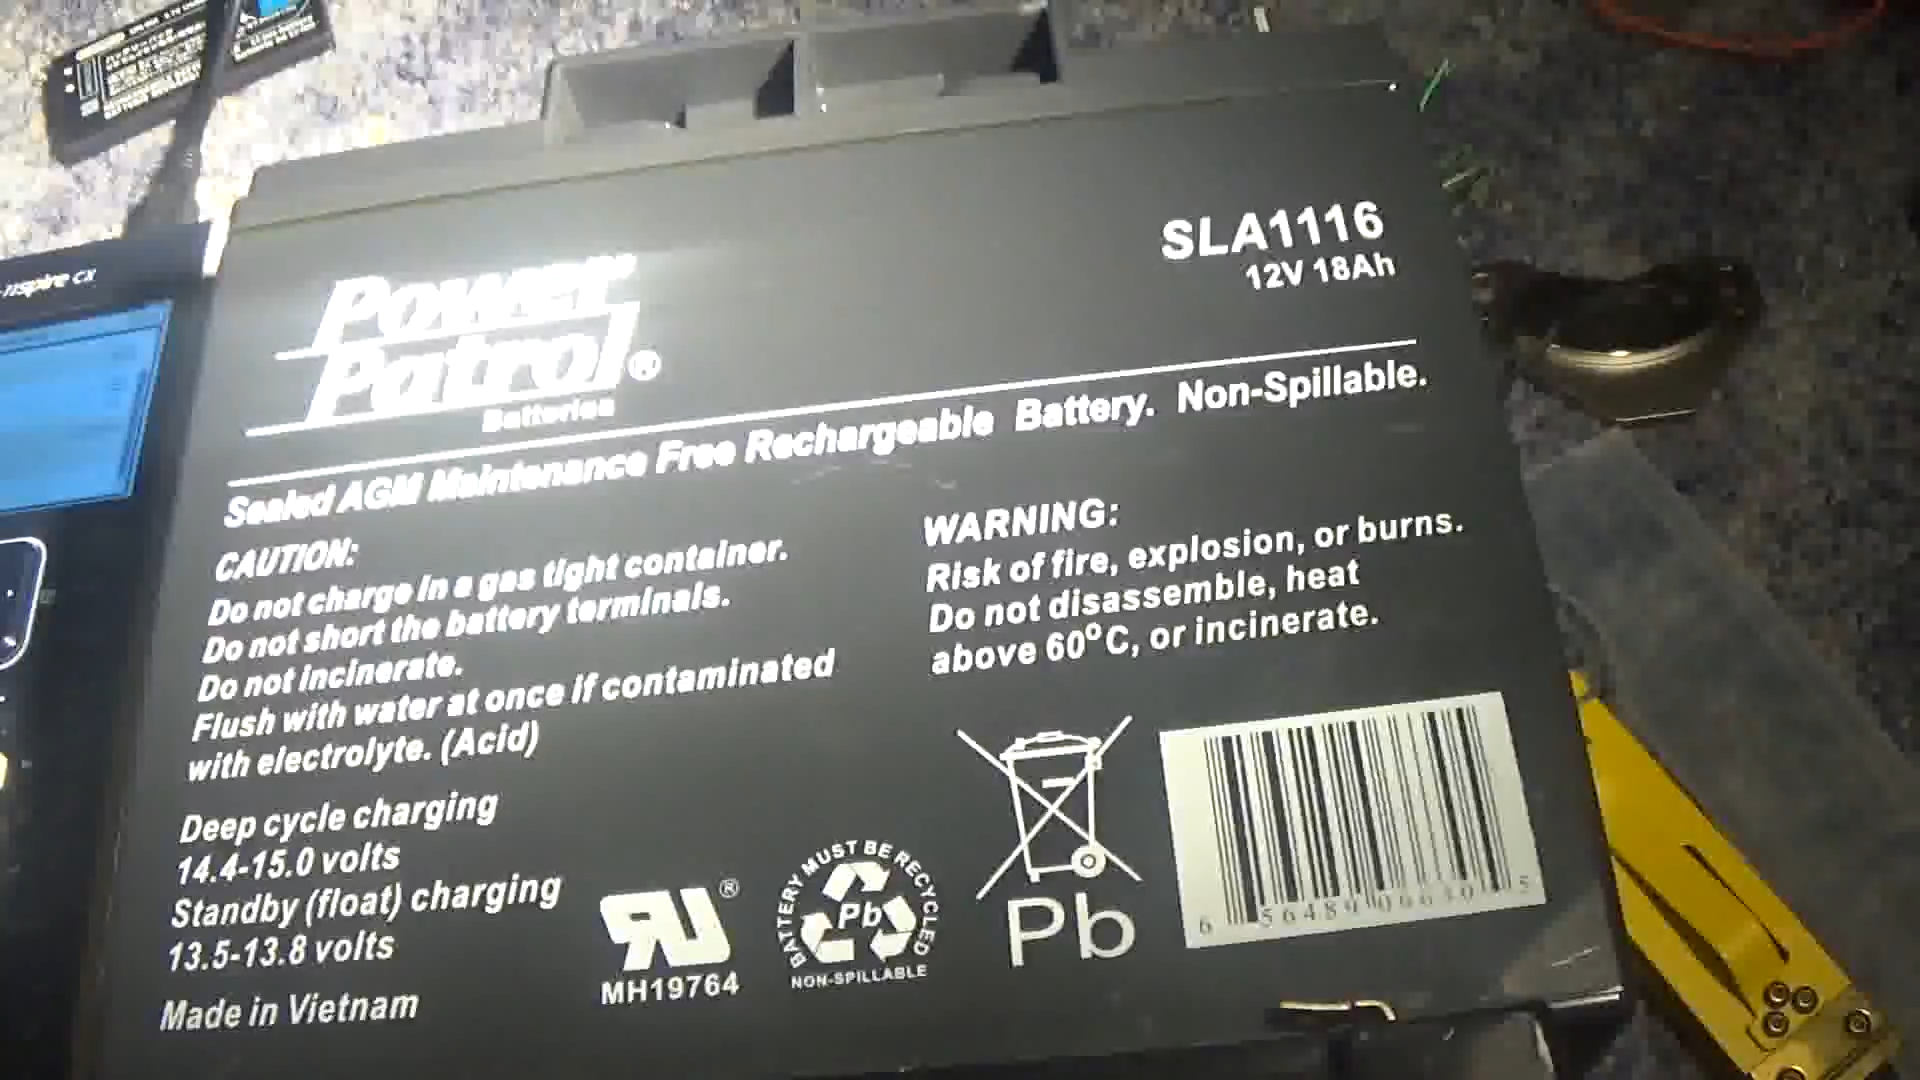 -nspire cx
Power
Patrol®
Batteries
SLA1116
12V 18Ah
Sealed AGM Maintenance Free Rechargeable Battery. Non-Spillable.
CAUTION:
Do not charge in a gas tight container.
Do not short the battery terminals.
Do not incinerate.
Flush with water at once if contaminated
with electrolyte. (Acid)
WARNING:
Risk of fire, explosion, or burns.
Do not disassemble, heat
above 60°C, or incinerate.
Deep cycle charging
14.4-15.0 volts
Standby (float) charging
13.5-13.8 volts
Made in Vietnam
®
MH19764
BATTERY MUST BE RECYCLED
Pb
NON-SPILLABLE
Pb